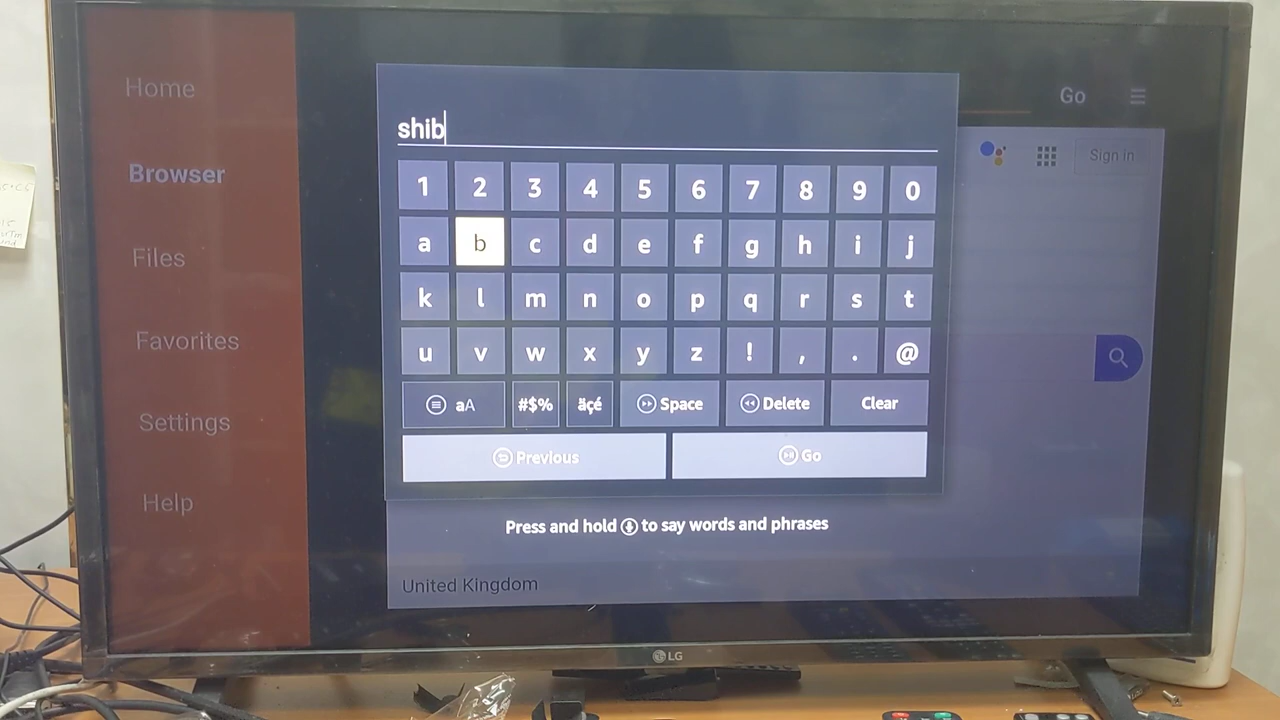 Home
Browser
Files
Favorites
Settings
Help
Go
Sign in
shib
1 2 3 4 5 6 7 8 9 0
a b c d e f g h i j
k l m n o p q r s t
u v w x y z ! , . @
aA #$% äçé Space Delete Clear
Previous Go
Press and hold to say words and phrases
United Kingdom
LG